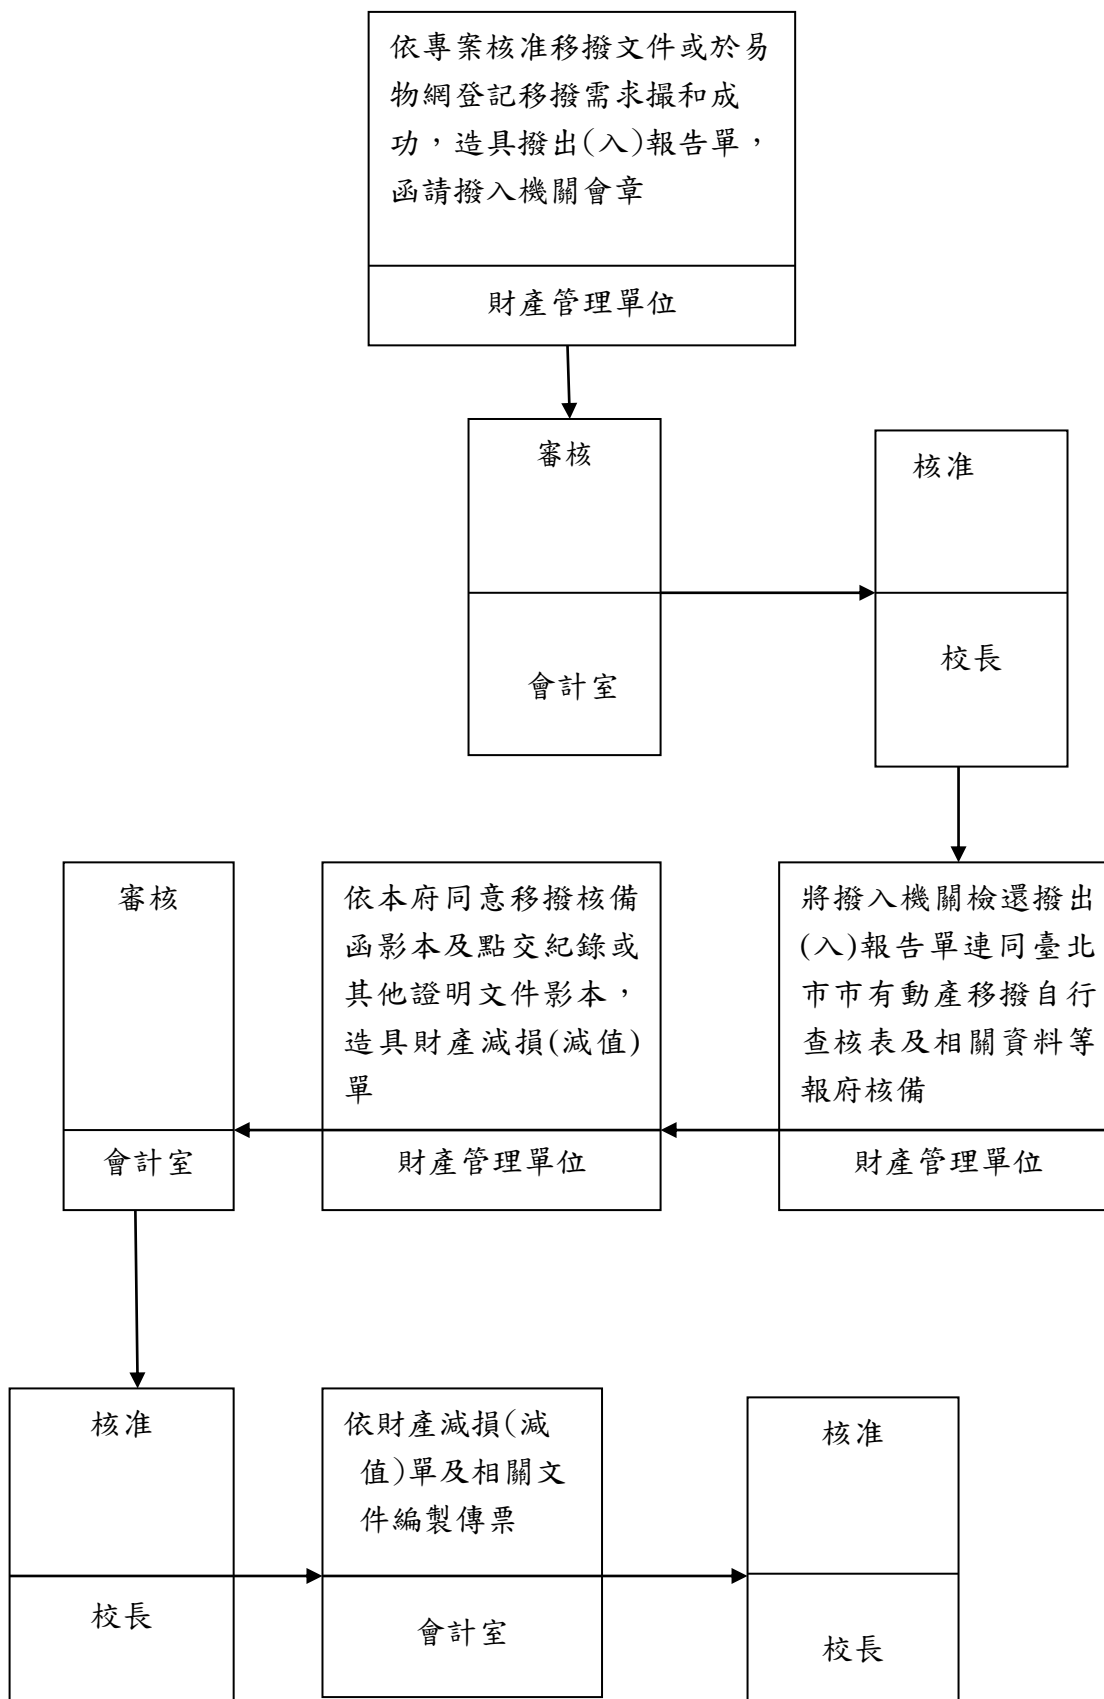 依專案核准移撥文件或於易
物網登記移撥需求撮和成
功，造具撥出(入)報告單，
函請撥入機關會章
財產管理單位
審核
會計室
核准
校長
將撥入機關檢還撥出
(入)報告單連同臺北
市市有動產移撥自行
查核表及相關資料等
報府核備
財產管理單位
依本府同意移撥核備
函影本及點交紀錄或
其他證明文件影本，
造具財產減損(減值)
單
財產管理單位
審核
會計室
核准
校長
依財產減損(減
值)單及相關文
件編製傳票
會計室
核准
校長